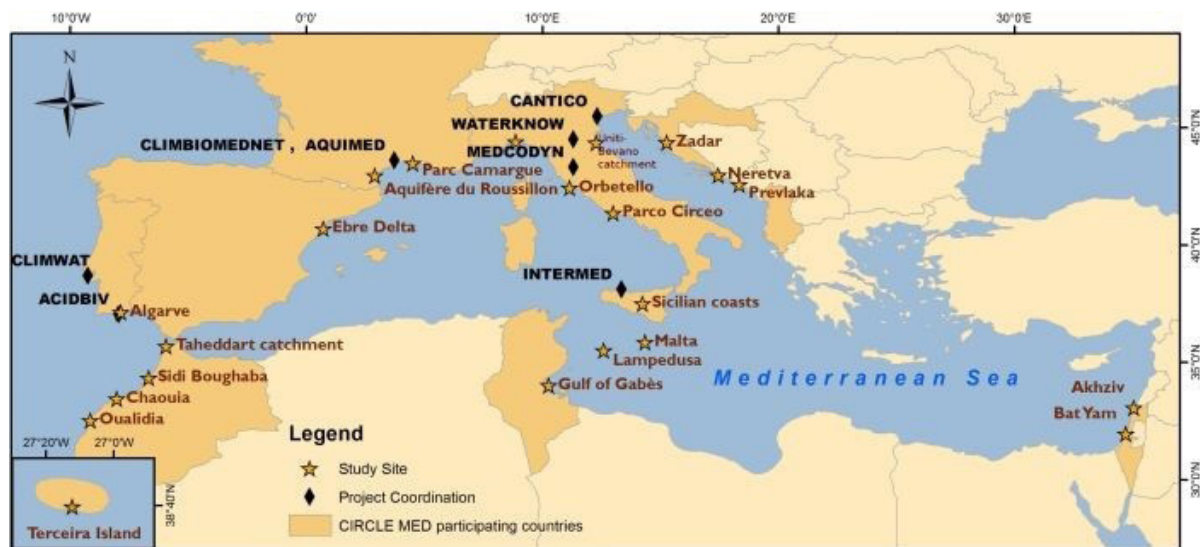 10°0'W
0°0'
10°0'E
20°0'E
30°0'E
N
CANTICO
45°0'N
WATERKNOW
Uniti-
Bevano
catchment
Zadar
CLIMBIOMEDNET , AQUIMED
MEDCODYN
Parc Camargue
Neretva
Aquifère du Roussillon
Orbetello
Prevlaka
Parco Circeo
Ebre Delta
40°0'N
CLIMWAT
INTERMED
ACIDBIV
Algarve
Sicilian coasts
Taheddart catchment
Malta
Lampedusa
35°0'N
Sidi Boughaba
Gulf of Gabès
Mediterranean Sea
Akhziv
Chaouia
Bat Yam
Oualidia
27°20'W
27°0'W
Legend
Study Site
30°0'N
38°40'N
Project Coordination
Terceira Island
CIRCLE MED participating countries